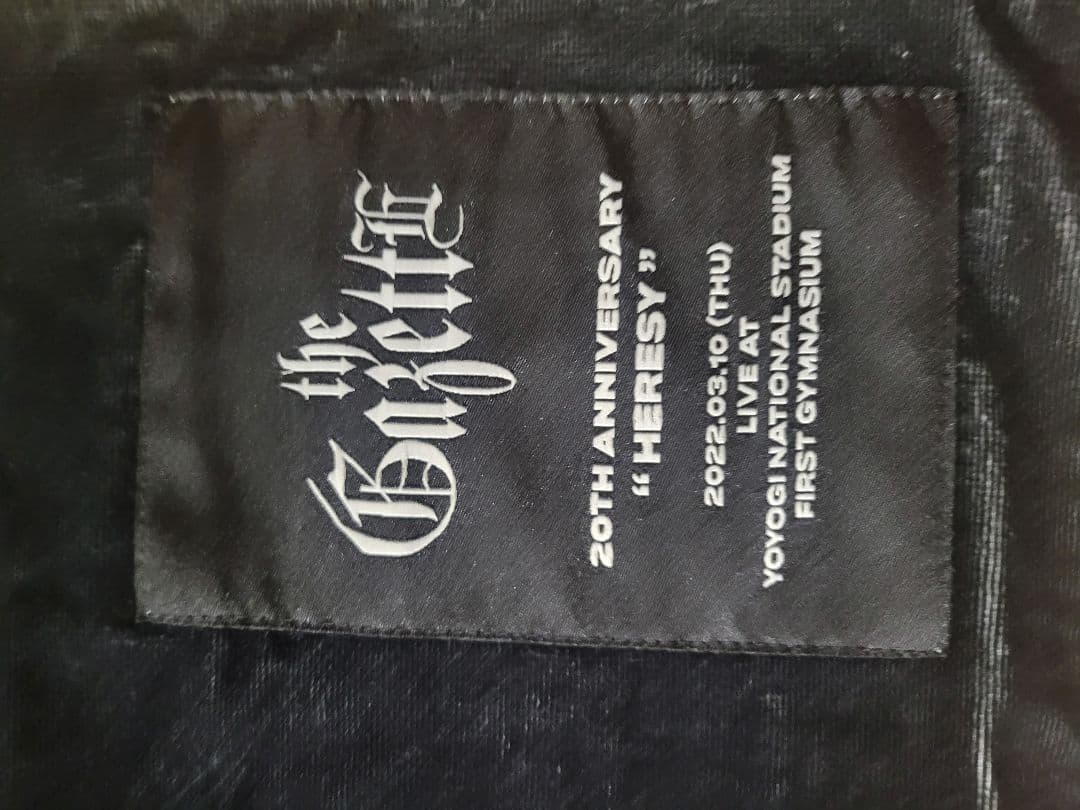 the
GazettE
20TH ANNIVERSARY
“ HERESY ”
2022.03.10 (THU)
LIVE AT
YOYOGI NATIONAL STADIUM
FIRST GYMNASIUM